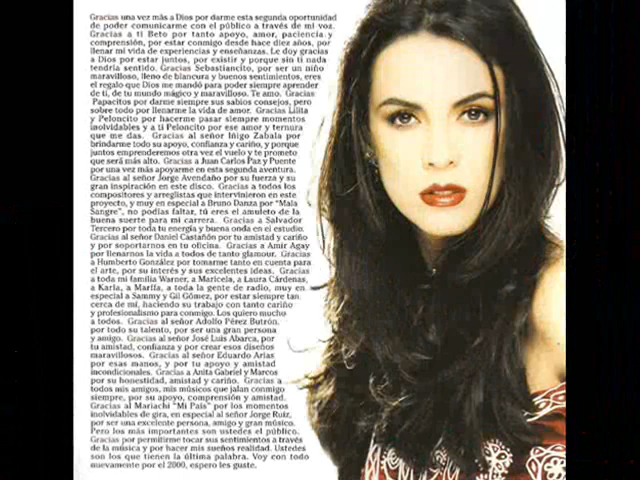 Gracias una vez más a Dios por darme esta segunda oportunidad
de poder comunicarme con el público a través de mi voz.
Gracias a ti Beto por tanto apoyo, amor, paciencia y
comprensión, por estar conmigo desde hace diez años, por
llenar mi vida de experiencias y enseñanzas. Le doy gracias
a Dios por estar juntos, por existir y porque sin ti nada
tendría sentido. Gracias Sebastiancito, por ser un niño
maravilloso, lleno de blancura y buenos sentimientos, eres
el regalo que Dios me mandó para poder siempre aprender
de ti, de tu mundo mágico y maravilloso. Te amo. Gracias
Papacitos por darme siempre sus sabios consejos, pero
sobre todo por llenarme la vida de amor. Gracias Lilita
y Peloncito por hacerme pasar siempre momentos
inolvidables y a ti Peloncito por ese amor y ternura
que me das. Gracias al señor Iñigo Zabala por
brindarme todo su apoyo, confianza y cariño, y porque
juntos emprenderemos otra vez el vuelo y te prometo
que será más alto. Gracias a Juan Carlos Paz y Puente
por una vez más apoyarme en esta segunda aventura.
Gracias al señor Jorge Avendaño por su fuerza y su
gran inspiración en este disco. Gracias a todos los
compositores y arreglistas que intervinieron en este
proyecto, y muy en especial a Bruno Danza por "Mala
Sangre", no podías faltar, tú eres el amuleto de la
buena suerte para mi carrera. Gracias a Salvador
Tercero por toda tu energía y buena onda en el estudio.
Gracias al señor Daniel Castañón por tu amistad y cariño
y por soportarnos en tu oficina. Gracias a Amir Agay
por llenarnos la vida a todos de tanto glamour. Gracias
a Humberto González por tomarme tanto en cuenta para
el arte, por su interés y sus excelentes ideas. Gracias
a toda mi familia Warner, a Maricela, a Laura Cárdenas,
a Karla, a Marifa, a toda la gente de radio, muy en
especial a Sammy y Gil Gómez, por estar siempre tan
cerca de mí, haciendo su trabajo con tanto cariño
y profesionalismo para conmigo. Los quiero mucho
a todos. Gracias al señor Adolfo Pérez Butrón,
por todo su talento, por ser una gran persona
y amigo. Gracias al señor José Luis Abarca, por
tu amistad, confianza y por crear esos diseños
maravillosos. Gracias al señor Eduardo Arias
por esas manos, y por tu apoyo y amistad
incondicionales. Gracias a Anita Gabriel y Marcos
por su honestidad, amistad y cariño. Gracias a
todos mis amigos, mis músicos que jalan conmigo
siempre, por su apoyo, comprensión y amistad.
Gracias al Mariachi "Mi País" por los momentos
inolvidables de gira, en especial al señor Jorge Ruiz,
por ser una excelente persona, amigo y gran músico.
Pero los más importantes son ustedes el público.
Gracias por permitirme tocar sus sentimientos a través
de la música y por hacer mis sueños realidad. Ustedes
son los que tienen la última palabra. Voy con todo
nuevamente por el 2000, espero les guste.